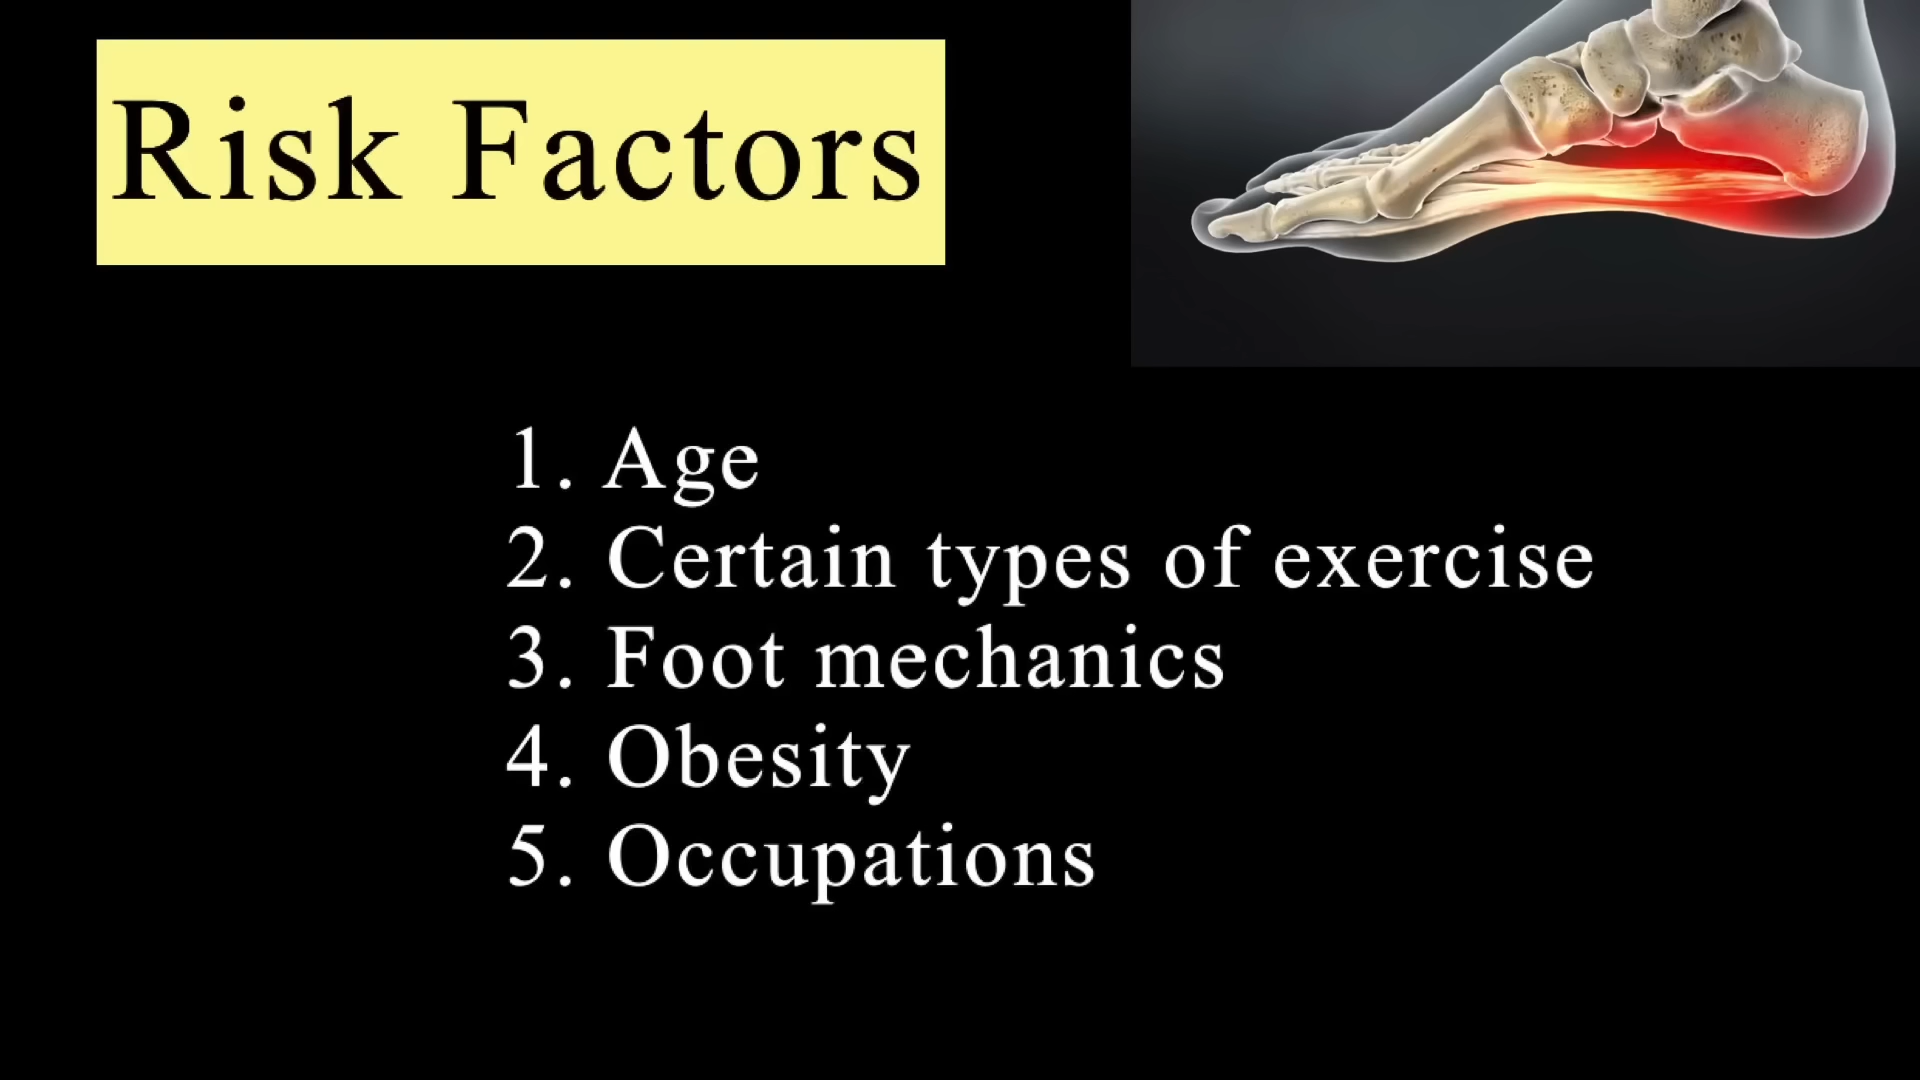 Risk Factors
1. Age
2. Certain types of exercise
3. Foot mechanics
4. Obesity
5. Occupations